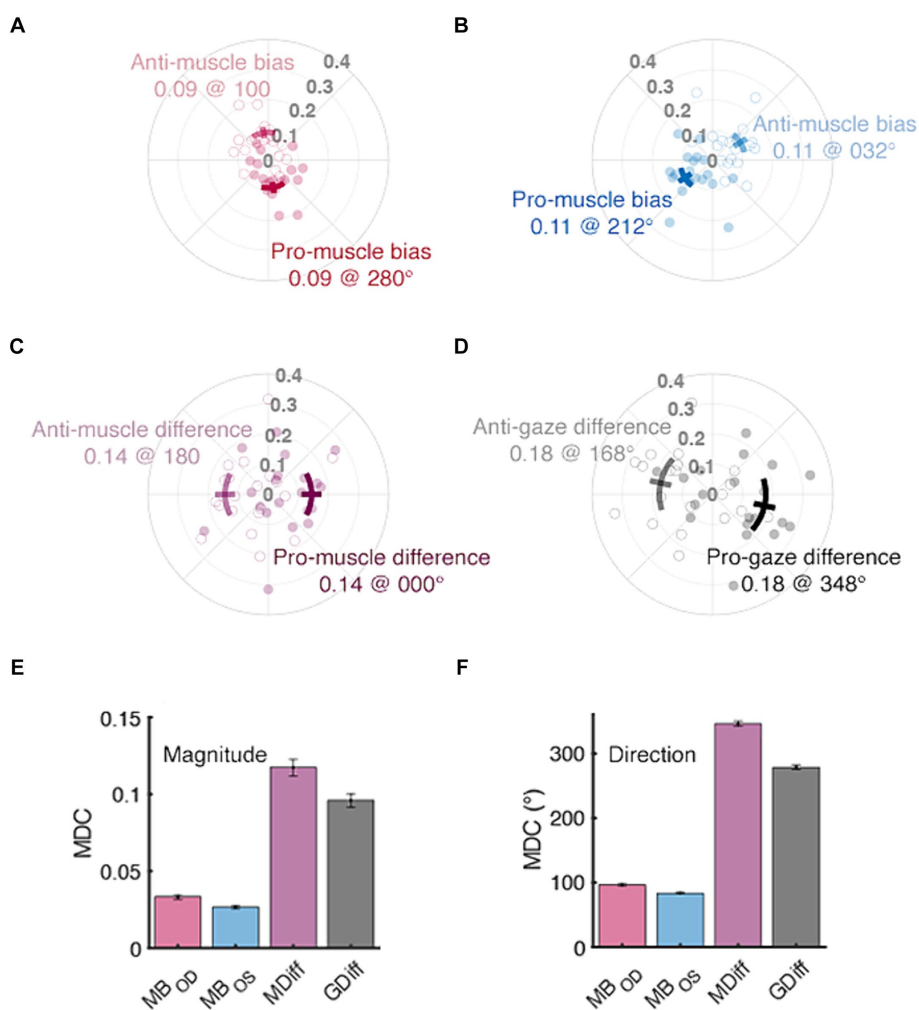 A
Anti-muscle bias
0.09 @ 100
0.4
0.3
0.2
0.1
0
Pro-muscle bias
0.09 @ 280°
B
0.4
0.3
0.2
0.1
0
Anti-muscle bias
0.11 @ 032°
Pro-muscle bias
0.11 @ 212°
C
0.4
0.3
0.2
0.1
0
Anti-muscle difference
0.14 @ 180
Pro-muscle difference
0.14 @ 000°
D
0.4
0.3
0.2
0.1
0
Anti-gaze difference
0.18 @ 168°
Pro-gaze difference
0.18 @ 348°
E
0.15
0.1
0.05
0
MDC
Magnitude
MB OD
MB OS
MDiff
GDiff
F
300
200
100
0
MDC (°)
Direction
MB OD
MB OS
MDiff
GDiff